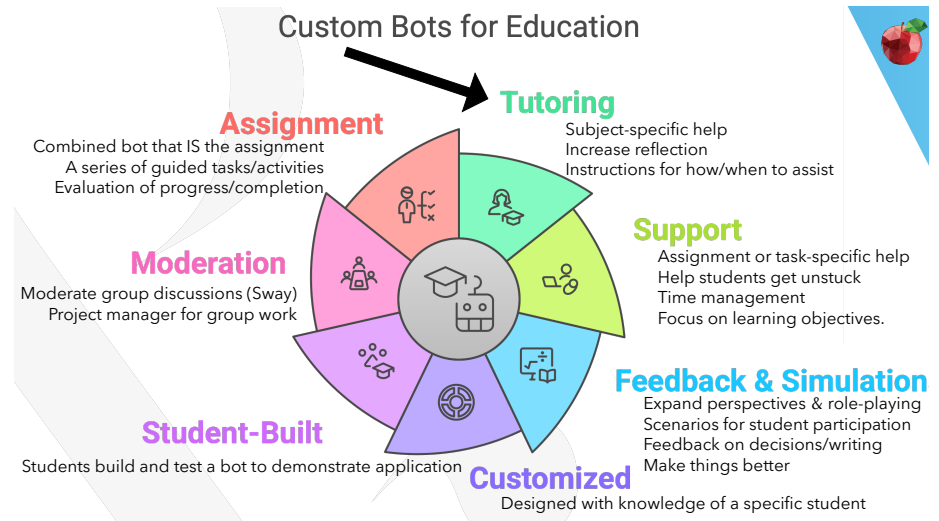 Custom Bots for Education
Tutoring
Subject-specific help
Increase reflection
Instructions for how/when to assist
Support
Assignment or task-specific help
Help students get unstuck
Time management
Focus on learning objectives.
Feedback & Simulation
Expand perspectives & role-playing
Scenarios for student participation
Feedback on decisions/writing
Make things better
Customized
Designed with knowledge of a specific student
Student-Built
Students build and test a bot to demonstrate application
Moderation
Moderate group discussions (Sway)
Project manager for group work
Assignment
Combined bot that IS the assignment
A series of guided tasks/activities
Evaluation of progress/completion